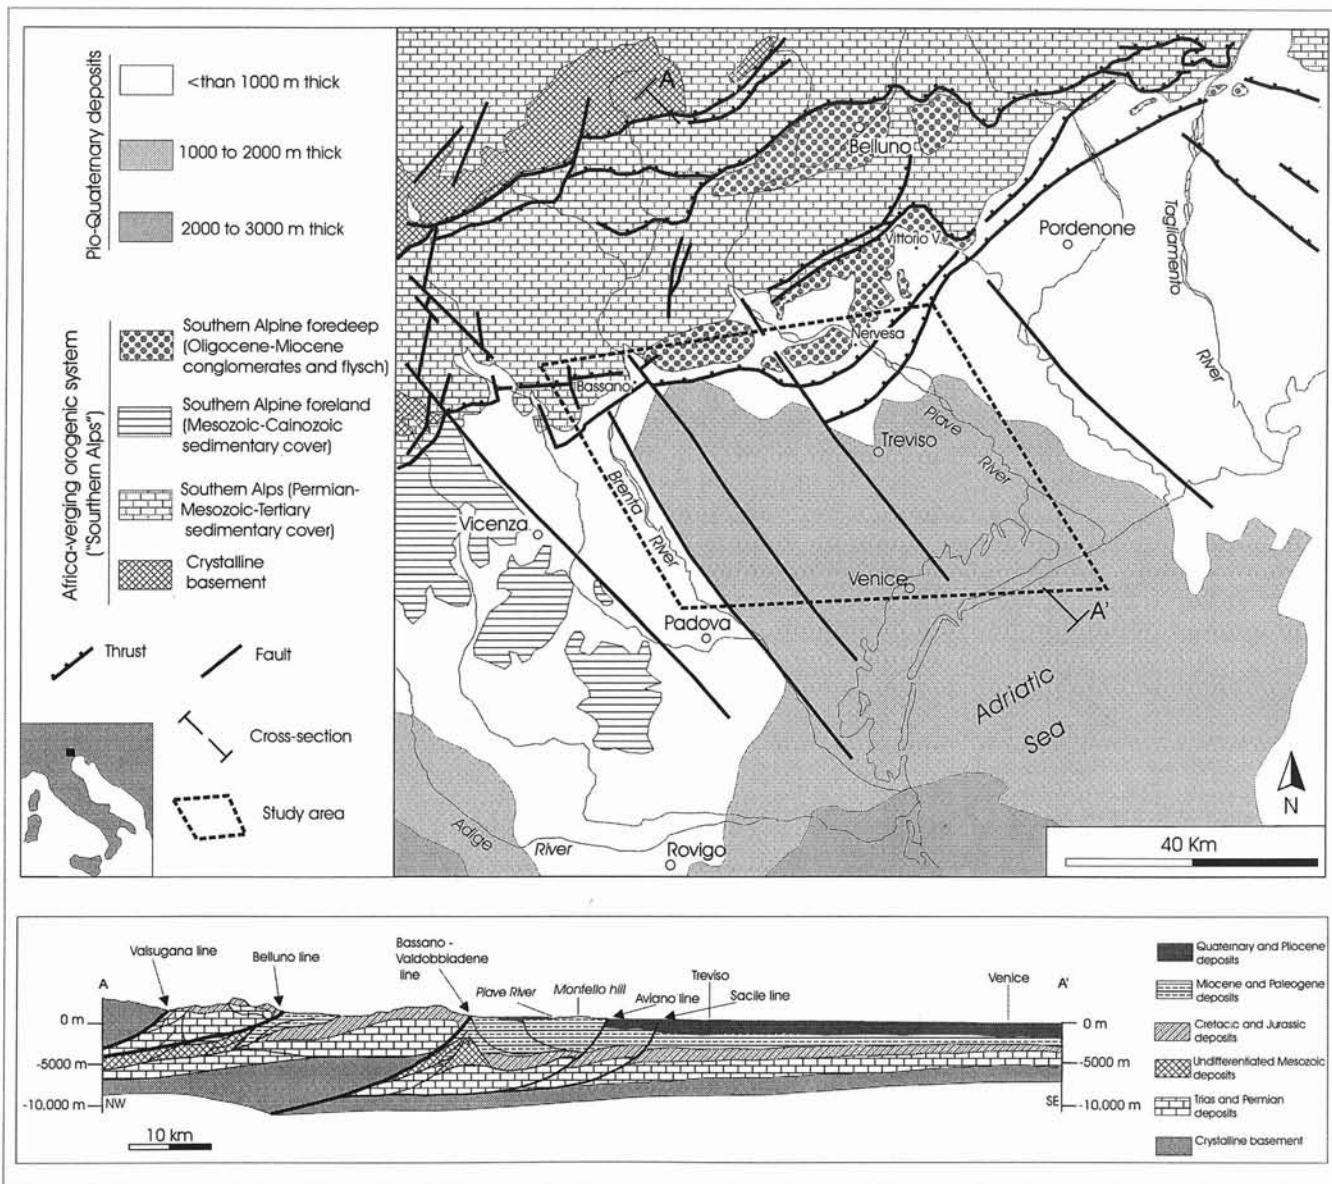 Plo-Quaternary deposits
<than 1000 m thick
1000 to 2000 m thick
2000 to 3000 m thick
Africa-verging orogenic system
("Sourthern Alps")
Southern Alpine foredeep
(Oligocene-Miocene
conglomerates and flysch)
Southern Alpine foreland
(Mesozoic-Cainozoic
sedimentary cover)
Southern Alps (Permian-
Mesozoic-Tertiary
sedimentary cover)
Crystalline
basement
Thrust
Fault
Cross-section
Study area
A
Belluno
Vittorio V.
Pordenone
Tagliamento
River
Nervesa
Bassano
Piave
River
Treviso
Brenta
River
Vicenza
Venice
Padova
A'
Adriatic
Sea
Adige
River
Rovigo
N
40 Km
Valsugana line
Belluno line
Bassano -
Valdobbiadene
line
Piave River
Montello hill
Aviano line
Treviso
Sacile line
Venice
A
A'
0 m
-5000 m
-10,000 m
NW
SE
0 m
-5000 m
-10.000 m
10 km
Quaternary and Pliocene
deposits
Miocene and Paleogene
deposits
Cretacic and Jurassic
deposits
Undifferentiated Mesozoic
deposits
Trias and Permian
deposits
Crystalline basement